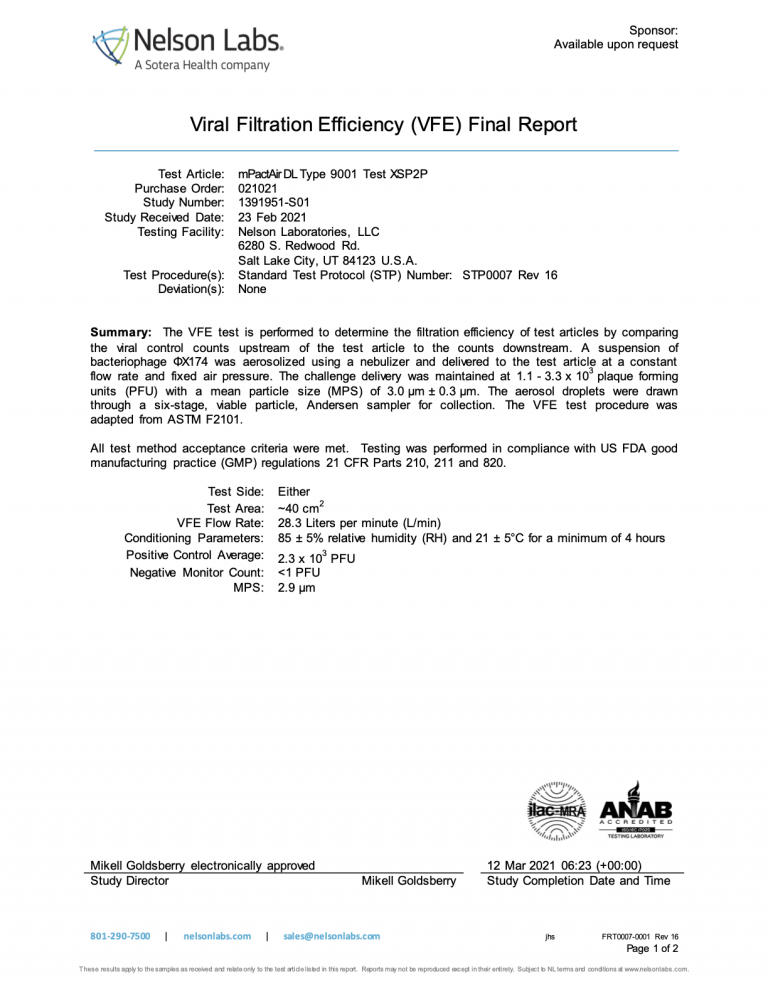 Nelson Labs®
A Sotera Health company
Sponsor:
Available upon request
Viral Filtration Efficiency (VFE) Final Report
Test Article: mPactAir DL Type 9001 Test XSP2P
Purchase Order: 021021
Study Number: 1391951-S01
Study Received Date: 23 Feb 2021
Testing Facility: Nelson Laboratories, LLC
6280 S. Redwood Rd.
Salt Lake City, UT 84123 U.S.A.
Test Procedure(s): Standard Test Protocol (STP) Number: STP0007 Rev 16
Deviation(s): None
Summary: The VFE test is performed to determine the filtration efficiency of test articles by comparing
the viral control counts upstream of the test article to the counts downstream. A suspension of
bacteriophage ΦX174 was aerosolized using a nebulizer and delivered to the test article at a constant
flow rate and fixed air pressure. The challenge delivery was maintained at 1.1 - 3.3 x 10³ plaque forming
units (PFU) with a mean particle size (MPS) of 3.0 µm ± 0.3 µm. The aerosol droplets were drawn
through a six-stage, viable particle, Andersen sampler for collection. The VFE test procedure was
adapted from ASTM F2101.
All test method acceptance criteria were met. Testing was performed in compliance with US FDA good
manufacturing practice (GMP) regulations 21 CFR Parts 210, 211 and 820.
Test Side: Either
Test Area: ~40 cm²
VFE Flow Rate: 28.3 Liters per minute (L/min)
Conditioning Parameters: 85 ± 5% relative humidity (RH) and 21 ± 5°C for a minimum of 4 hours
Positive Control Average: 2.3 x 10³ PFU
Negative Monitor Count: <1 PFU
MPS: 2.9 µm
ilac-MRA
ANAB
ACCREDITED
ISO/IEC 17025
TESTING LABORATORY
Mikell Goldsberry electronically approved
12 Mar 2021 06:23 (+00:00)
Study Director
Mikell Goldsberry
Study Completion Date and Time
801-290-7500 | nelsonlabs.com | sales@nelsonlabs.com
jhs
FRT0007-0001 Rev 16
Page 1 of 2
These results apply to the samples as received and relate only to the test article listed in this report. Reports may not be reproduced except in their entirety. Subject to NL terms and conditions at www.nelsonlabs.com.